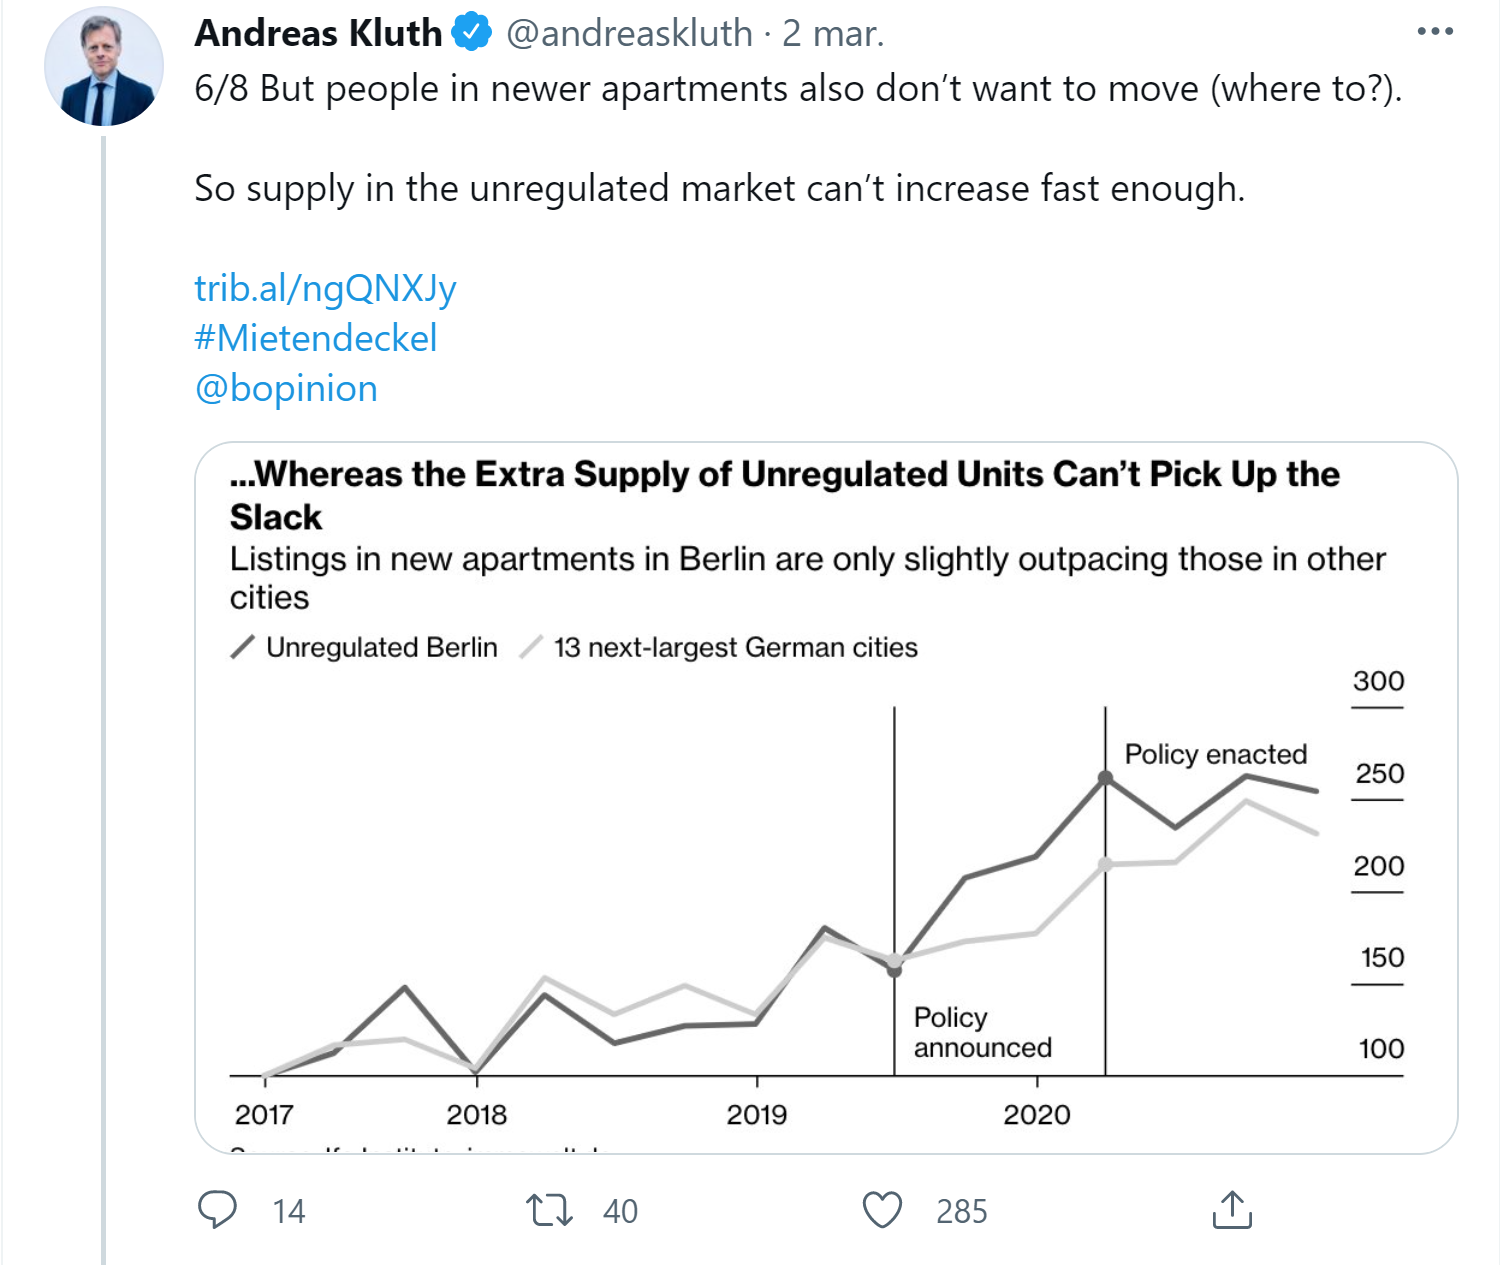 Andreas Kluth @andreaskluth · 2 mar.
6/8 But people in newer apartments also don’t want to move (where to?).
So supply in the unregulated market can’t increase fast enough.
trib.al/ngQNXJy
#Mietendeckel
@bopinion
...Whereas the Extra Supply of Unregulated Units Can’t Pick Up the
Slack
Listings in new apartments in Berlin are only slightly outpacing those in other
cities
Unregulated Berlin 13 next-largest German cities
300
Policy enacted
250
200
150
Policy
announced
100
2017 2018 2019 2020
14 40 285